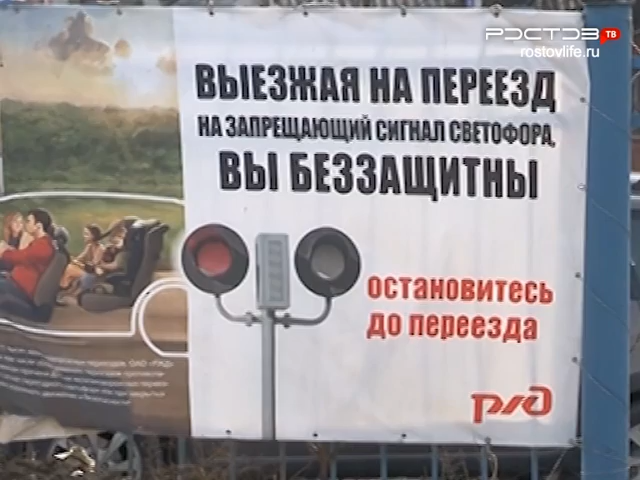 РОСТОВ ТВ
rostovlife.ru
ВЫЕЗЖАЯ НА ПЕРЕЕЗД
НА ЗАПРЕЩАЮЩИЙ СИГНАЛ СВЕТОФОРА,
ВЫ БЕЗЗАЩИТНЫ
остановитесь
до переезда
РЖД